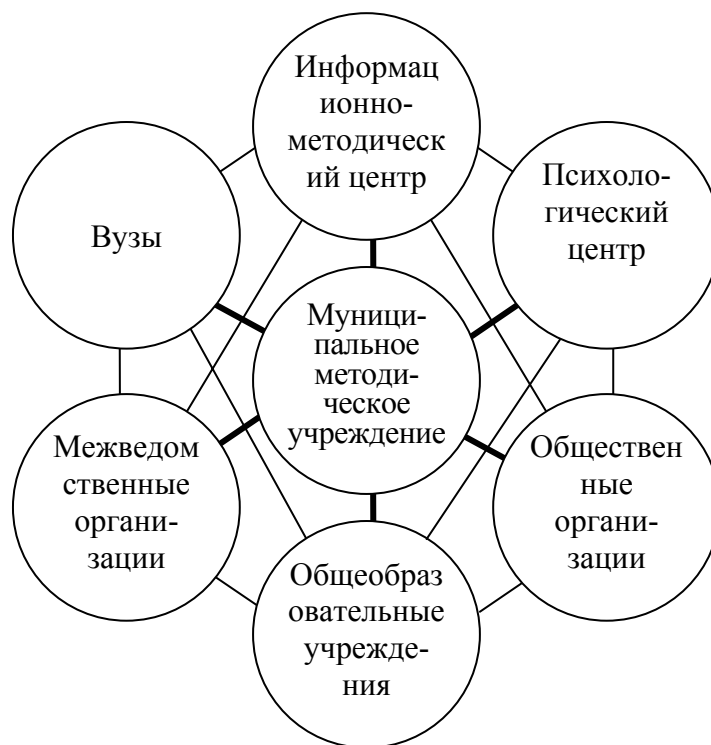 Информац
ионно-
методическ
ий центр
Вузы
Психоло-
гический
центр
Муници-
пальное
методи-
ческое
учреждение
Межведом
ственные
органи-
зации
Обществен
ные
органи-
зации
Общеобраз
овательные
учрежде-
ния